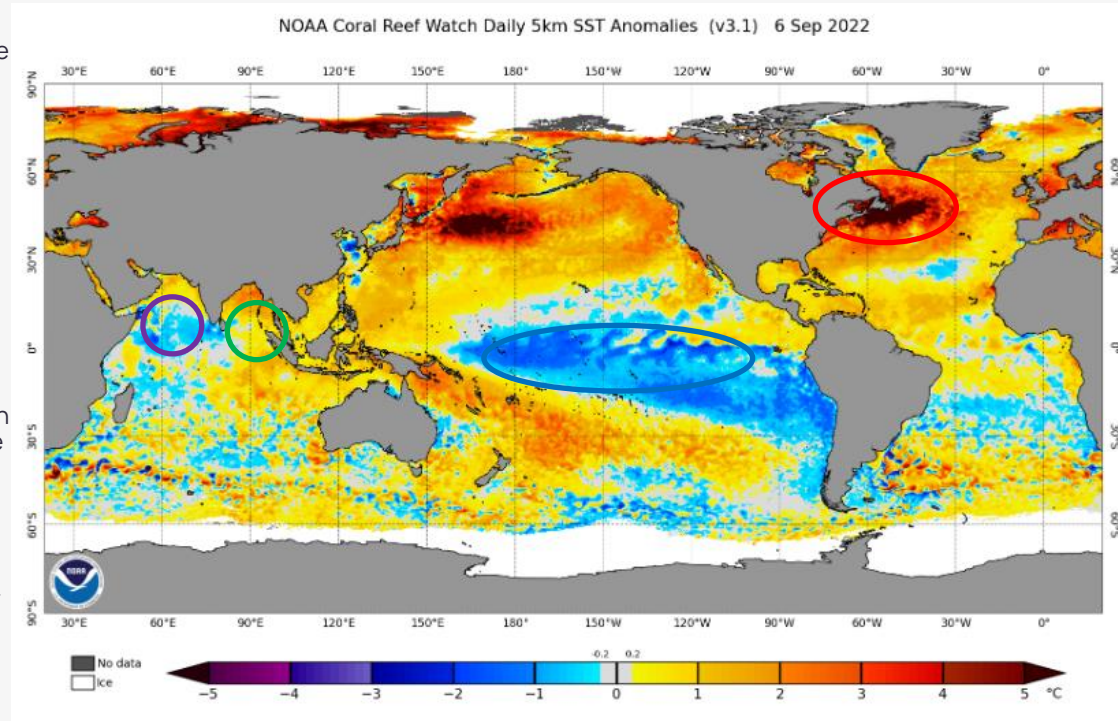 NOAA Coral Reef Watch Daily 5km SST Anomalies (v3.1) 6 Sep 2022
e
30°E 60°E 90°E 120°E 150°E 180° 150°W 120°W 90°W 60°W 30°W 0°
90°N 90°N
60°N 60°N
30°N 30°N
0° 0°
n
e
30°S 30°S
60°S 60°S
NOAA
90°S 90°S
30°E 60°E 90°E 120°E 150°E 180° 150°W 120°W 90°W 60°W 30°W 0°
-0.2 0.2
No data
Ice
−5 −4 −3 −2 −1 0 1 2 3 4 5 °C